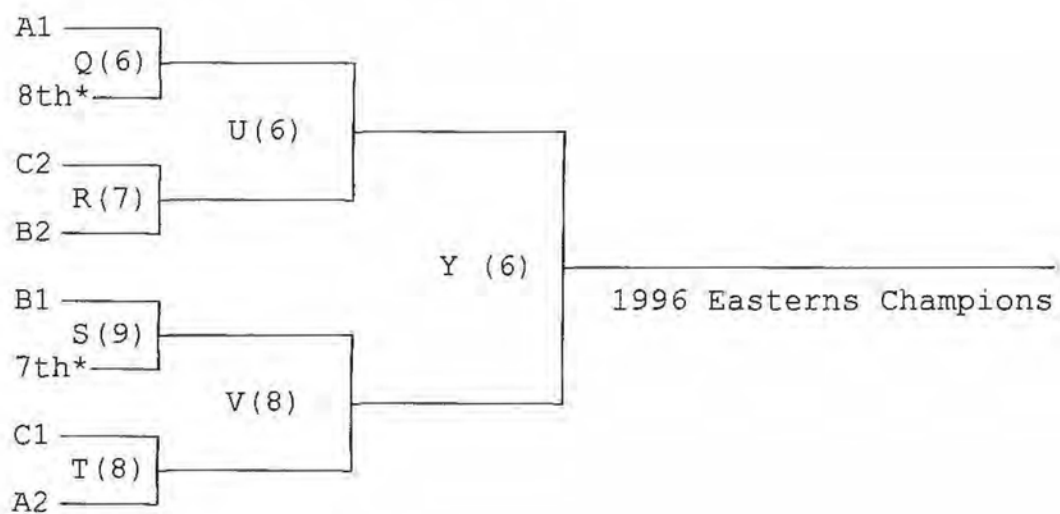 A1
Q(6)
8th*
U(6)
C2
R(7)
B2
Y (6)
1996 Easterns Champions
B1
S(9)
7th*
V(8)
C1
T(8)
A2